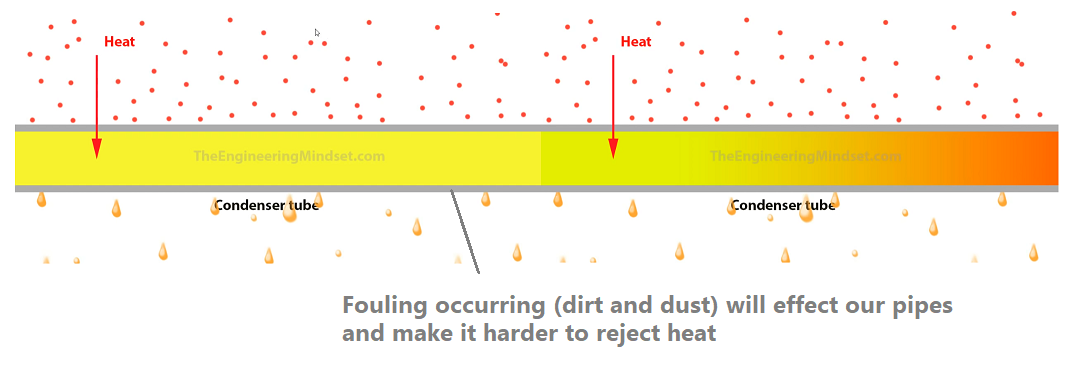 Heat
Heat
TheEngineeringMindset.com
TheEngineeringMindset.com
Condenser tube
Condenser tube
Fouling occurring (dirt and dust) will effect our pipes
and make it harder to reject heat